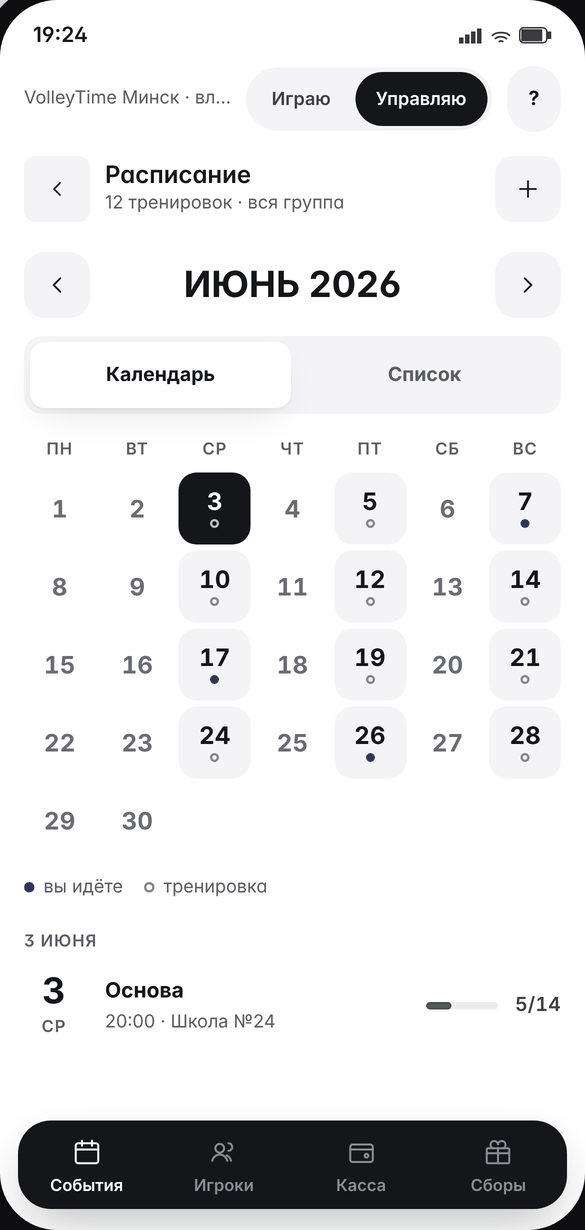 19:24
VolleyTime Минск · вл...
Играю
Управляю
?
Расписание
12 тренировок · вся группа
ИЮНЬ 2026
Календарь
Список
ПН ВТ СР ЧТ ПТ СБ ВС
1 2 3 4 5 6 7
8 9 10 11 12 13 14
15 16 17 18 19 20 21
22 23 24 25 26 27 28
29 30
вы идёте
тренировка
3 ИЮНЯ
3
СР
Основа
20:00 · Школа №24
5/14
События
Игроки
Касса
Сборы